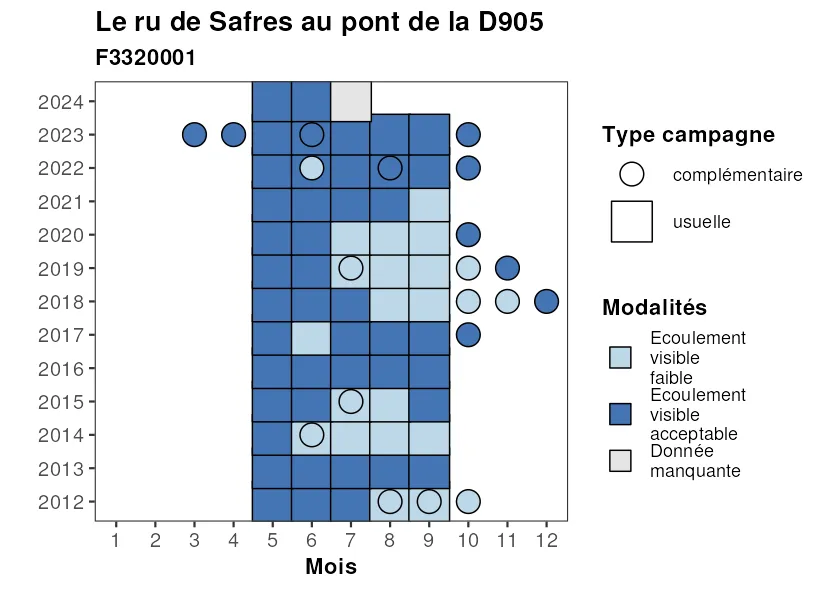 Le ru de Safres au pont de la D905
F3320001
2024
2023
2022
2021
2020
2019
2018
2017
2016
2015
2014
2013
2012
1 2 3 4 5 6 7 8 9 10 11 12
Mois
Type campagne
complémentaire
usuelle
Modalités
Ecoulement
visible
faible
Ecoulement
visible
acceptable
Donnée
manquante